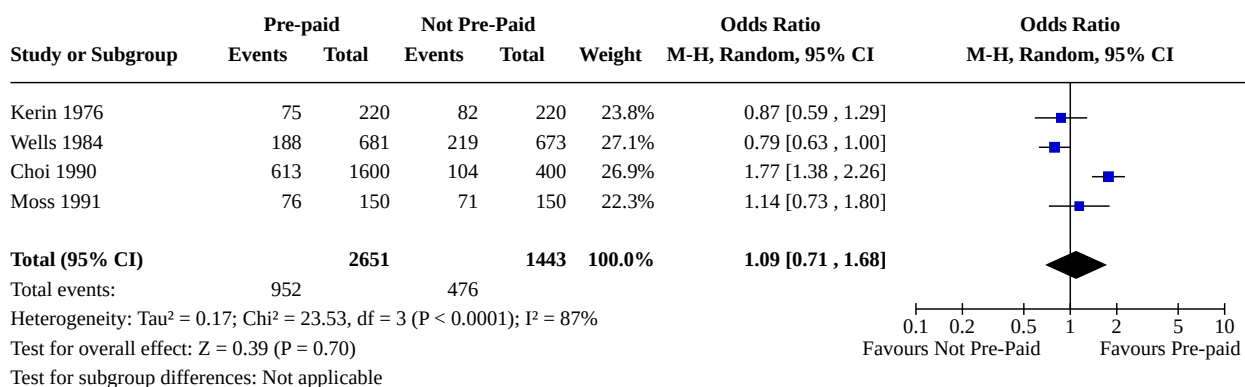 Pre-paid Not Pre-Paid Odds Ratio Odds Ratio
Study or Subgroup Events Total Events Total Weight M-H, Random, 95% CI M-H, Random, 95% CI
Kerin 1976 75 220 82 220 23.8% 0.87 [0.59 , 1.29]
Wells 1984 188 681 219 673 27.1% 0.79 [0.63 , 1.00]
Choi 1990 613 1600 104 400 26.9% 1.77 [1.38 , 2.26]
Moss 1991 76 150 71 150 22.3% 1.14 [0.73 , 1.80]
Total (95% CI) 2651 1443 100.0% 1.09 [0.71 , 1.68]
Total events: 952 476
Heterogeneity: Tau² = 0.17; Chi² = 23.53, df = 3 (P < 0.0001); I² = 87%
0.1 0.2 0.5 1 2 5 10
Test for overall effect: Z = 0.39 (P = 0.70)
Favours Not Pre-Paid Favours Pre-paid
Test for subgroup differences: Not applicable